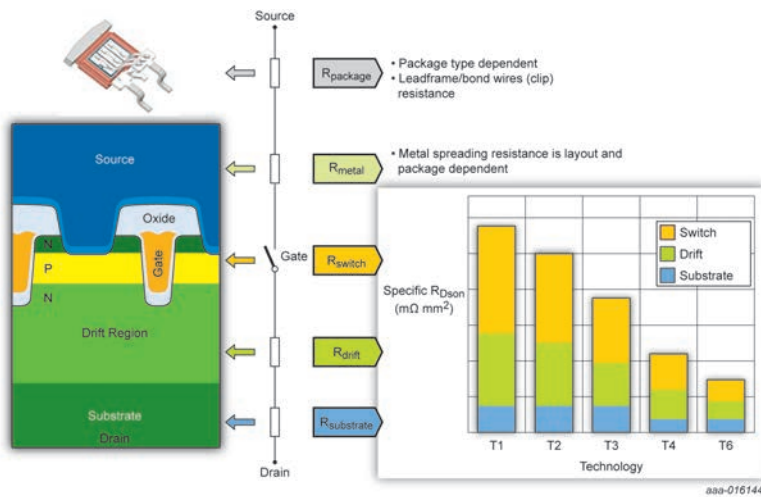 Source
Rpackage
• Package type dependent
• Leadframe/bond wires (clip)
resistance
Rmetal
• Metal spreading resistance is layout and
package dependent
Source
Oxide
N
Gate
P
N
Drift Region
Substrate
Drain
Gate
Rswitch
Rdrift
Rsubstrate
Drain
Specific RDson
(mΩ mm²)
Switch
Drift
Substrate
T1 T2 T3 T4 T6
Technology
aaa-016144